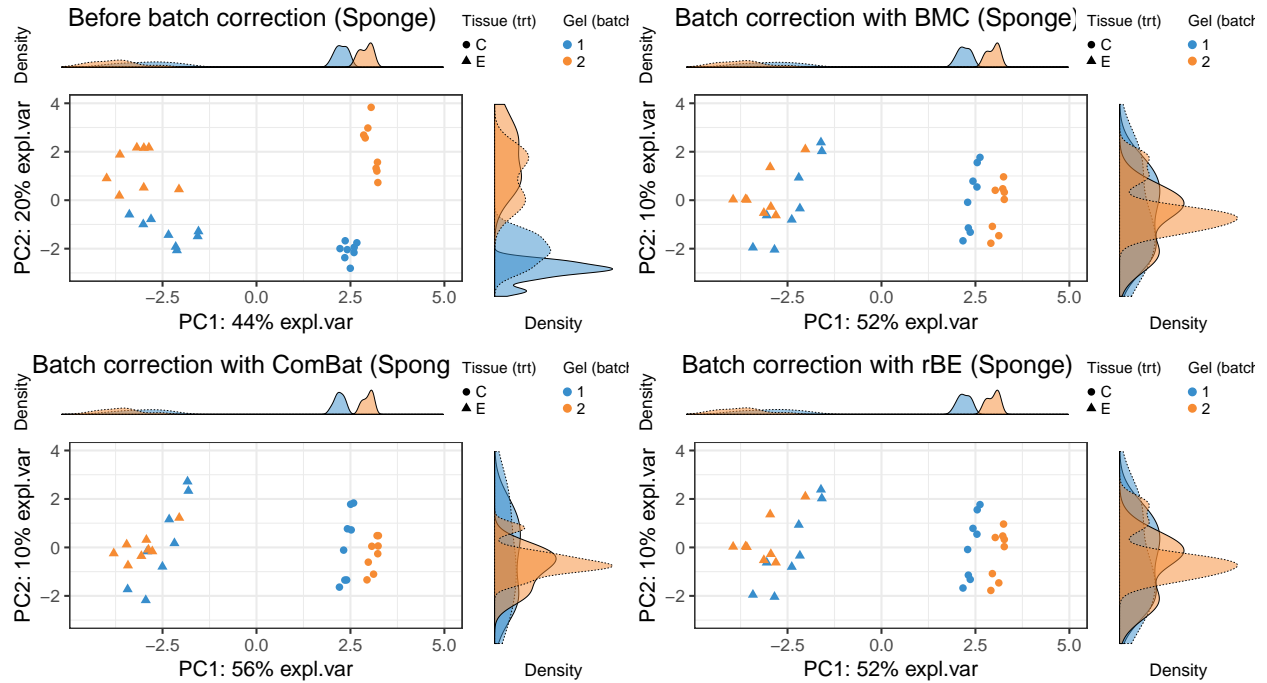 Before batch correction (Sponge)
Tissue (trt)
C
E
Gel (batch
1
2
Density
PC2: 20% expl.var
4
2
0
−2
−2.5
0.0
2.5
5.0
PC1: 44% expl.var
Density
Batch correction with BMC (Sponge)
Tissue (trt)
C
E
Gel (batch
1
2
Density
PC2: 10% expl.var
4
2
0
−2
−2.5
0.0
2.5
5.0
PC1: 52% expl.var
Density
Batch correction with ComBat (Spong
Tissue (trt)
C
E
Gel (batch
1
2
Density
PC2: 10% expl.var
4
2
0
−2
−2.5
0.0
2.5
5.0
PC1: 56% expl.var
Density
Batch correction with rBE (Sponge)
Tissue (trt)
C
E
Gel (batch
1
2
Density
PC2: 10% expl.var
4
2
0
−2
−2.5
0.0
2.5
5.0
PC1: 52% expl.var
Density